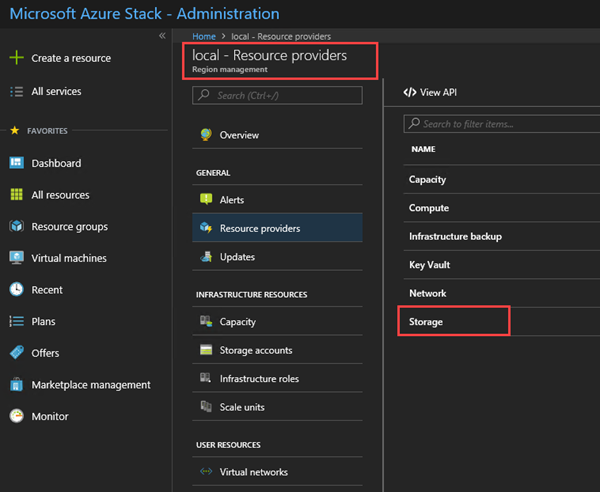 Microsoft Azure Stack - Administration
«
Create a resource
All services
FAVORITES
Dashboard
All resources
Resource groups
Virtual machines
Recent
Plans
Offers
Marketplace management
Monitor
Home > local - Resource providers
local - Resource providers
Region management
Search (Ctrl+/)
Overview
GENERAL
Alerts
Resource providers
Updates
INFRASTRUCTURE RESOURCES
Capacity
Storage accounts
Infrastructure roles
Scale units
USER RESOURCES
Virtual networks
</> View API
Search to filter items...
NAME
Capacity
Compute
Infrastructure backup
Key Vault
Network
Storage